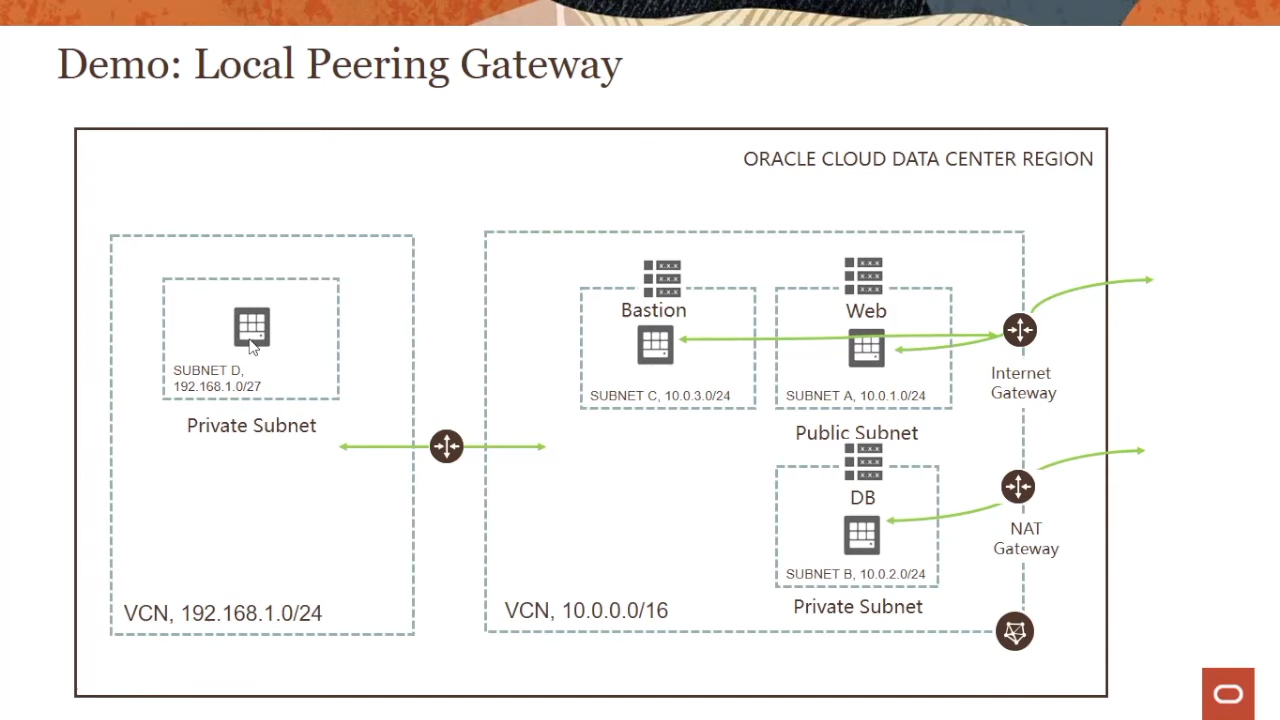 Demo: Local Peering Gateway
ORACLE CLOUD DATA CENTER REGION
SUBNET D,
192.168.1.0/27
Private Subnet
VCN, 192.168.1.0/24
x.x.x
x.x.x
x.x.x
Bastion
SUBNET C, 10.0.3.0/24
x.x.x
x.x.x
x.x.x
Web
SUBNET A, 10.0.1.0/24
Public Subnet
Internet
Gateway
x.x.x
x.x.x
x.x.x
DB
SUBNET B, 10.0.2.0/24
Private Subnet
NAT
Gateway
VCN, 10.0.0.0/16